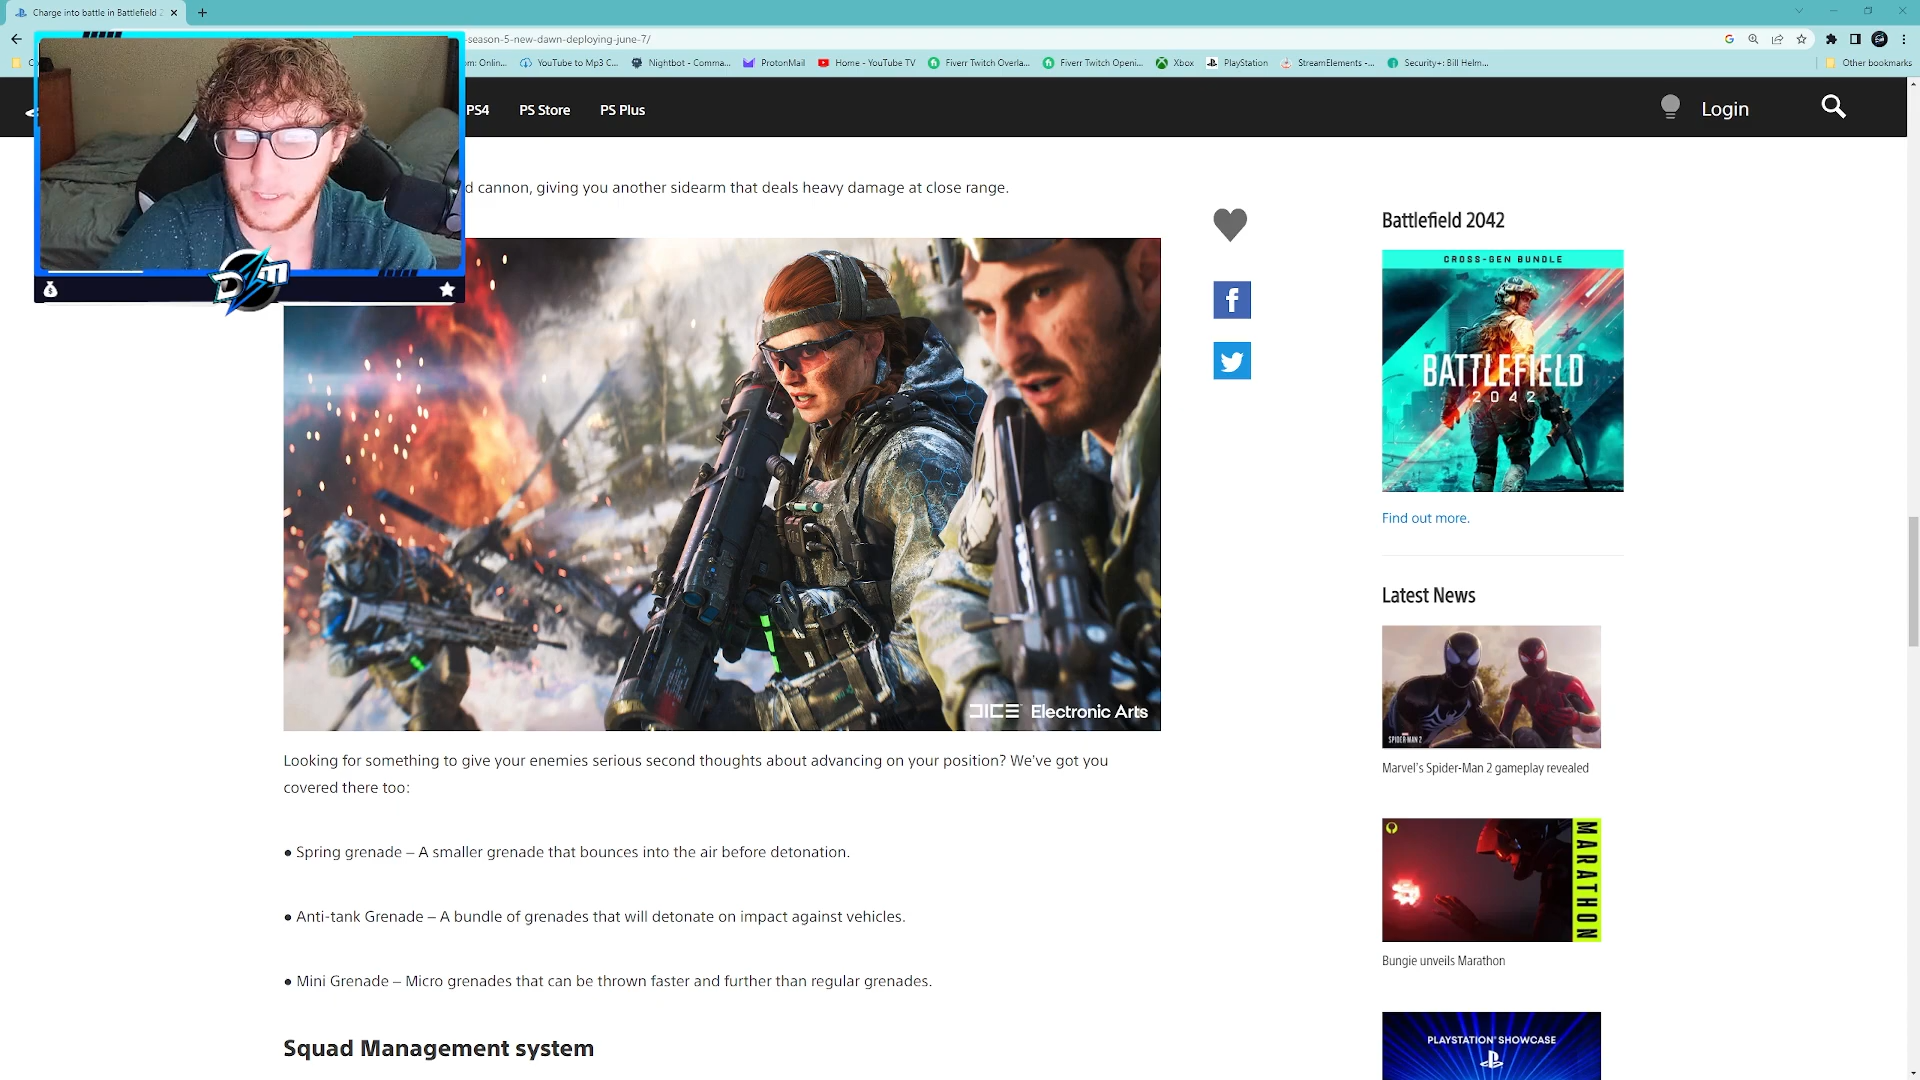 Charge into battle in Battlefield 2
-season-5-new-dawn-deploying-june-7/
om: Onlin...
YouTube to Mp3 C...
Nightbot - Comma...
ProtonMail
Home - YouTube TV
Fiverr Twitch Overla...
Fiverr Twitch Openi...
Xbox
PlayStation
StreamElements -...
Security+: Bill Helm...
Other bookmarks
PS4
PS Store
PS Plus
Login
d cannon, giving you another sidearm that deals heavy damage at close range.
DICE Electronic Arts
Looking for something to give your enemies serious second thoughts about advancing on your position? We've got you
covered there too:
● Spring grenade – A smaller grenade that bounces into the air before detonation.
● Anti-tank Grenade – A bundle of grenades that will detonate on impact against vehicles.
● Mini Grenade – Micro grenades that can be thrown faster and further than regular grenades.
Squad Management system
Battlefield 2042
CROSS-GEN BUNDLE
BATTLEFIELD
2042
Find out more.
Latest News
SPIDER-MAN 2
Marvel's Spider-Man 2 gameplay revealed
MARATHON
Bungie unveils Marathon
PLAYSTATION® SHOWCASE